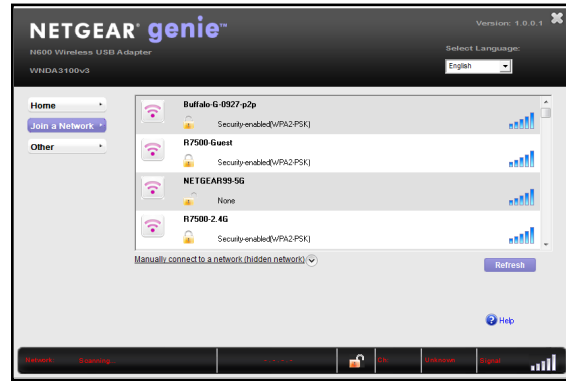 NETGEAR® genie™
Version: 1.0.0.1
N600 Wireless USB Adapter
Select Language:
WNDA3100v3
English
Home
Join a Network
Other
Buffalo-G-0927-p2p
Security-enabled(WPA2-PSK)
R7500-Guest
Security-enabled(WPA2-PSK)
NETGEAR99-5G
None
R7500-2.4G
Security-enabled(WPA2-PSK)
Manually connect to a network (hidden network)
Refresh
Help
Network: Scanning... -.-.-.- Unknown Signal